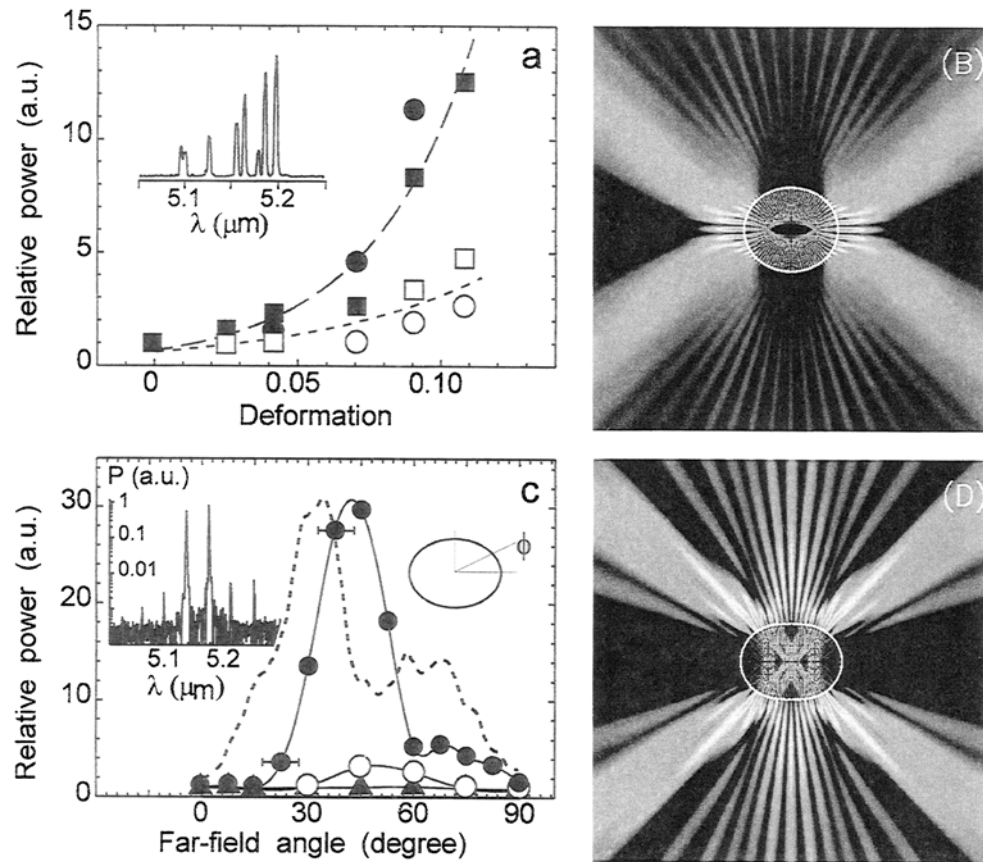 15
10
5
0
Relative power (a.u.)
a
5.1 5.2
λ (μm)
0 0.05 0.10
Deformation
(B)
P (a.u.)
1
0.1
0.01
5.1 5.2
λ (μm)
c
ϕ
30
20
10
0
Relative power (a.u.)
0 30 60 90
Far-field angle (degree)
(D)